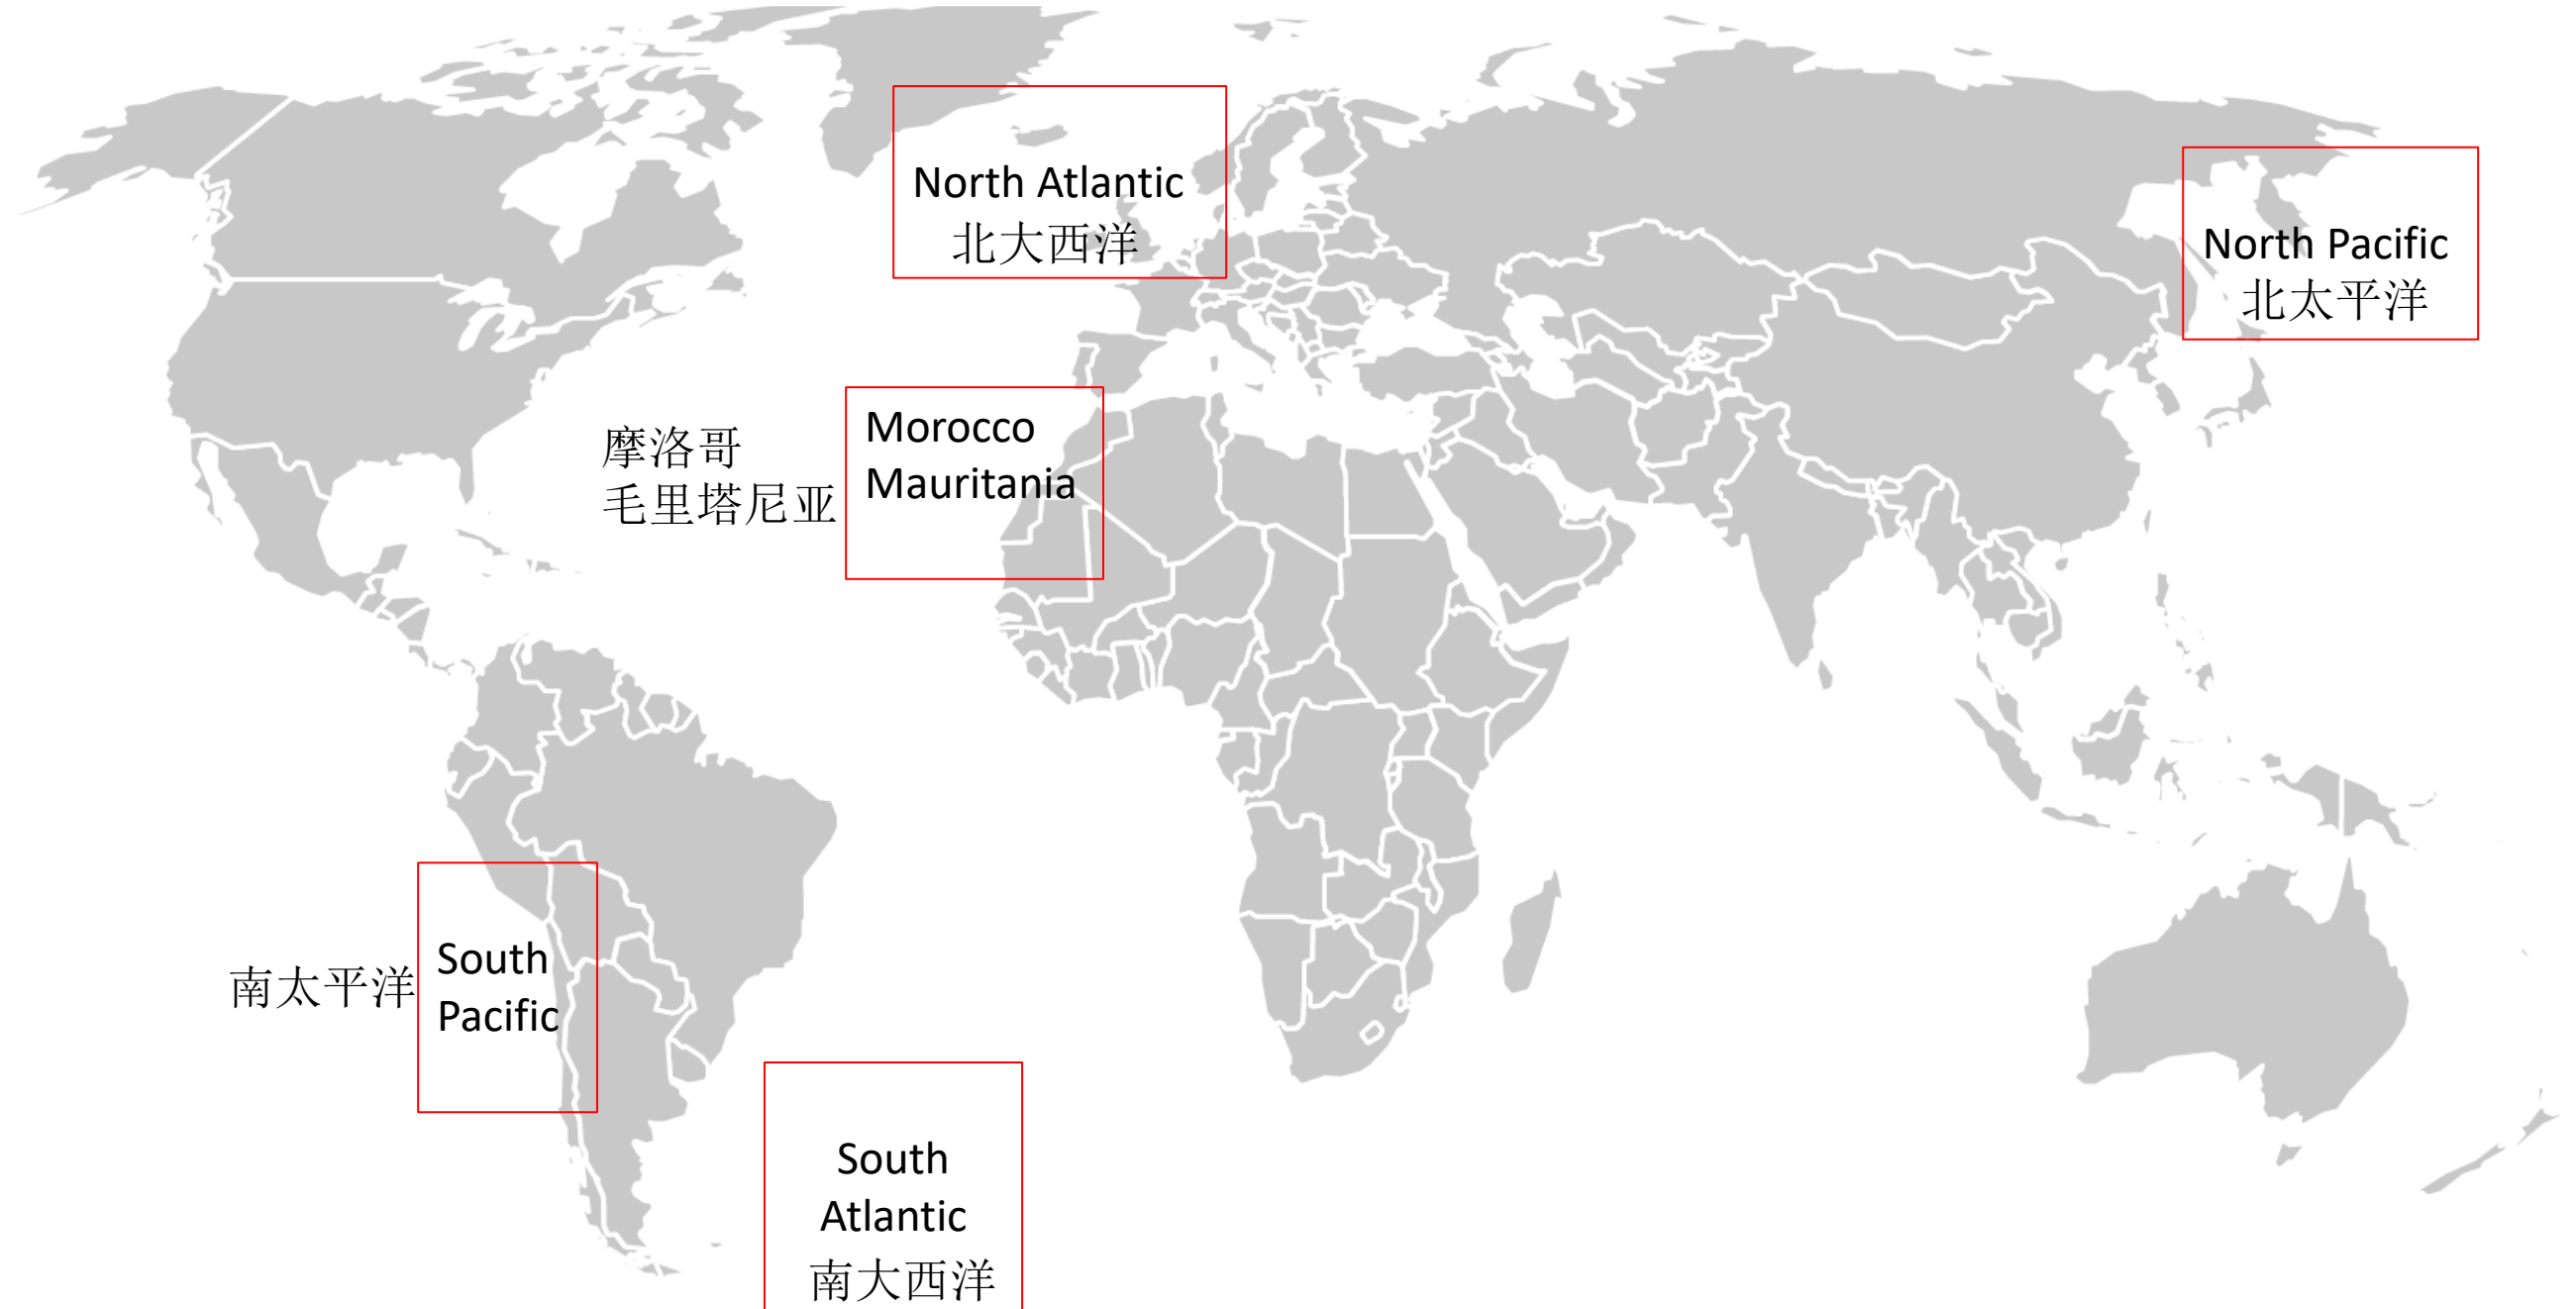 North Atlantic
北大西洋
North Pacific
北太平洋
摩洛哥
毛里塔尼亚
Morocco
Mauritania
南太平洋
South
Pacific
South
Atlantic
南大西洋